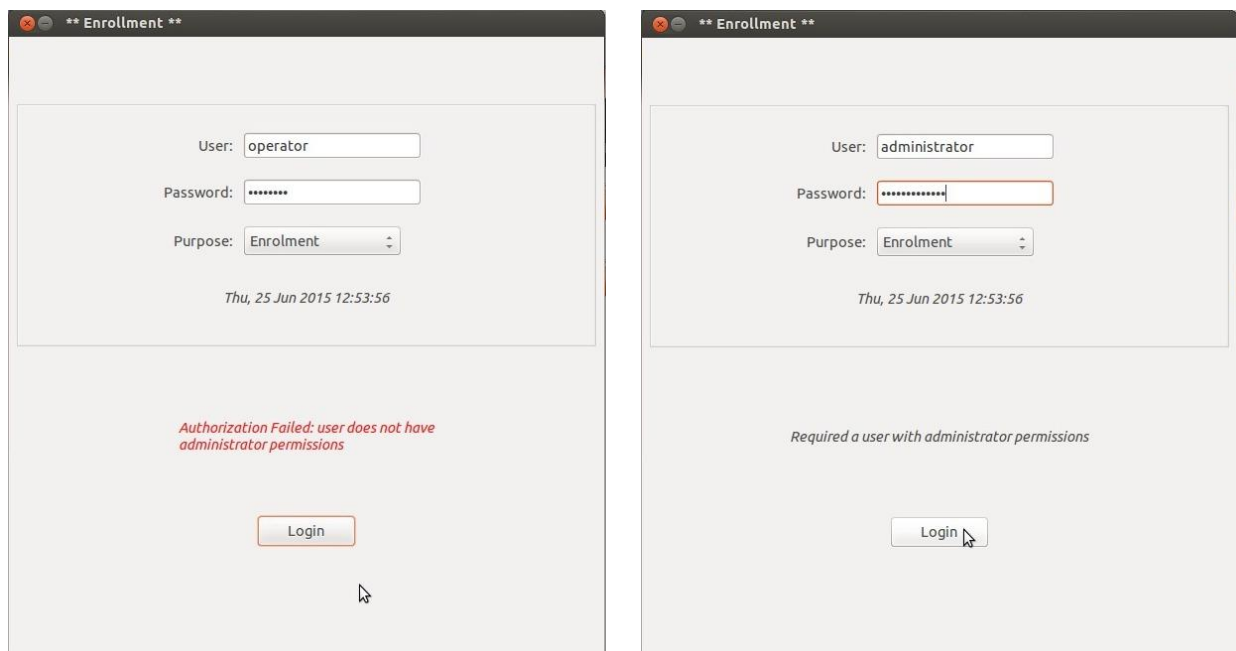 ** Enrollment **
User: operator
Password: ••••••••
Purpose: Enrolment
Thu, 25 Jun 2015 12:53:56
Authorization Failed: user does not have
administrator permissions
Login
** Enrollment **
User: administrator
Password: •••••••••••••
Purpose: Enrolment
Thu, 25 Jun 2015 12:53:56
Required a user with administrator permissions
Login